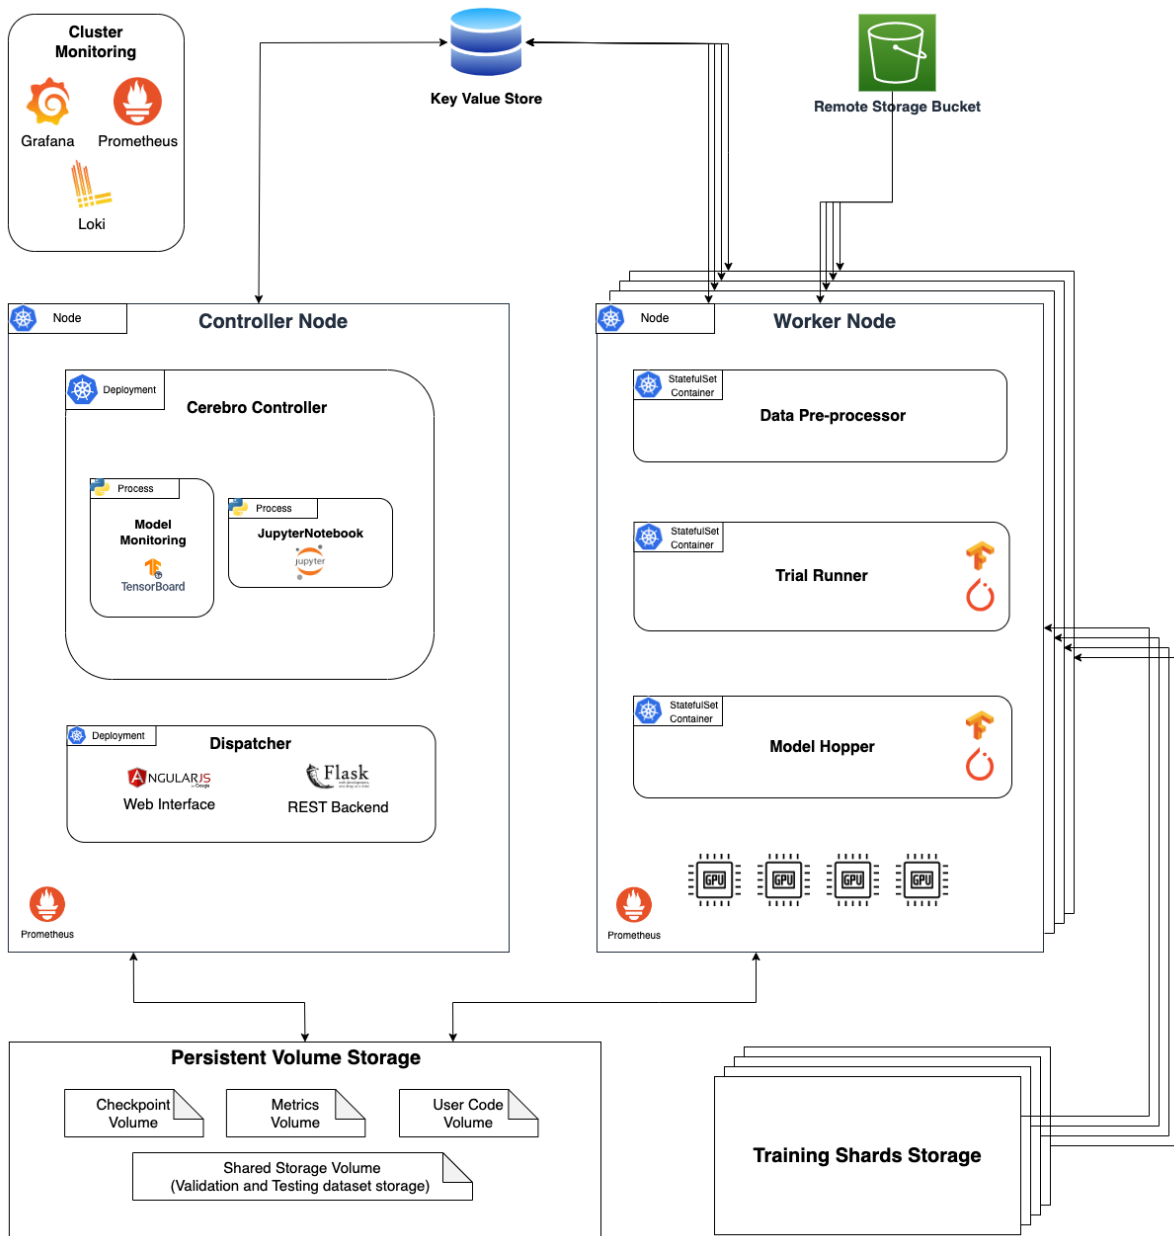 Cluster
Monitoring
Grafana
Prometheus
Loki
Key Value Store
Remote Storage Bucket
Node
Controller Node
Deployment
Cerebro Controller
Process
Model
Monitoring
TensorBoard
Process
JupyterNotebook
jupyter
Deployment
Dispatcher
ANGULARJS
Web Interface
Flask
REST Backend
Prometheus
Node
Worker Node
StatefulSet
Container
Data Pre-processor
StatefulSet
Container
Trial Runner
StatefulSet
Container
Model Hopper
GPU
GPU
GPU
GPU
Prometheus
Persistent Volume Storage
Checkpoint
Volume
Metrics
Volume
User Code
Volume
Shared Storage Volume
(Validation and Testing dataset storage)
Training Shards Storage